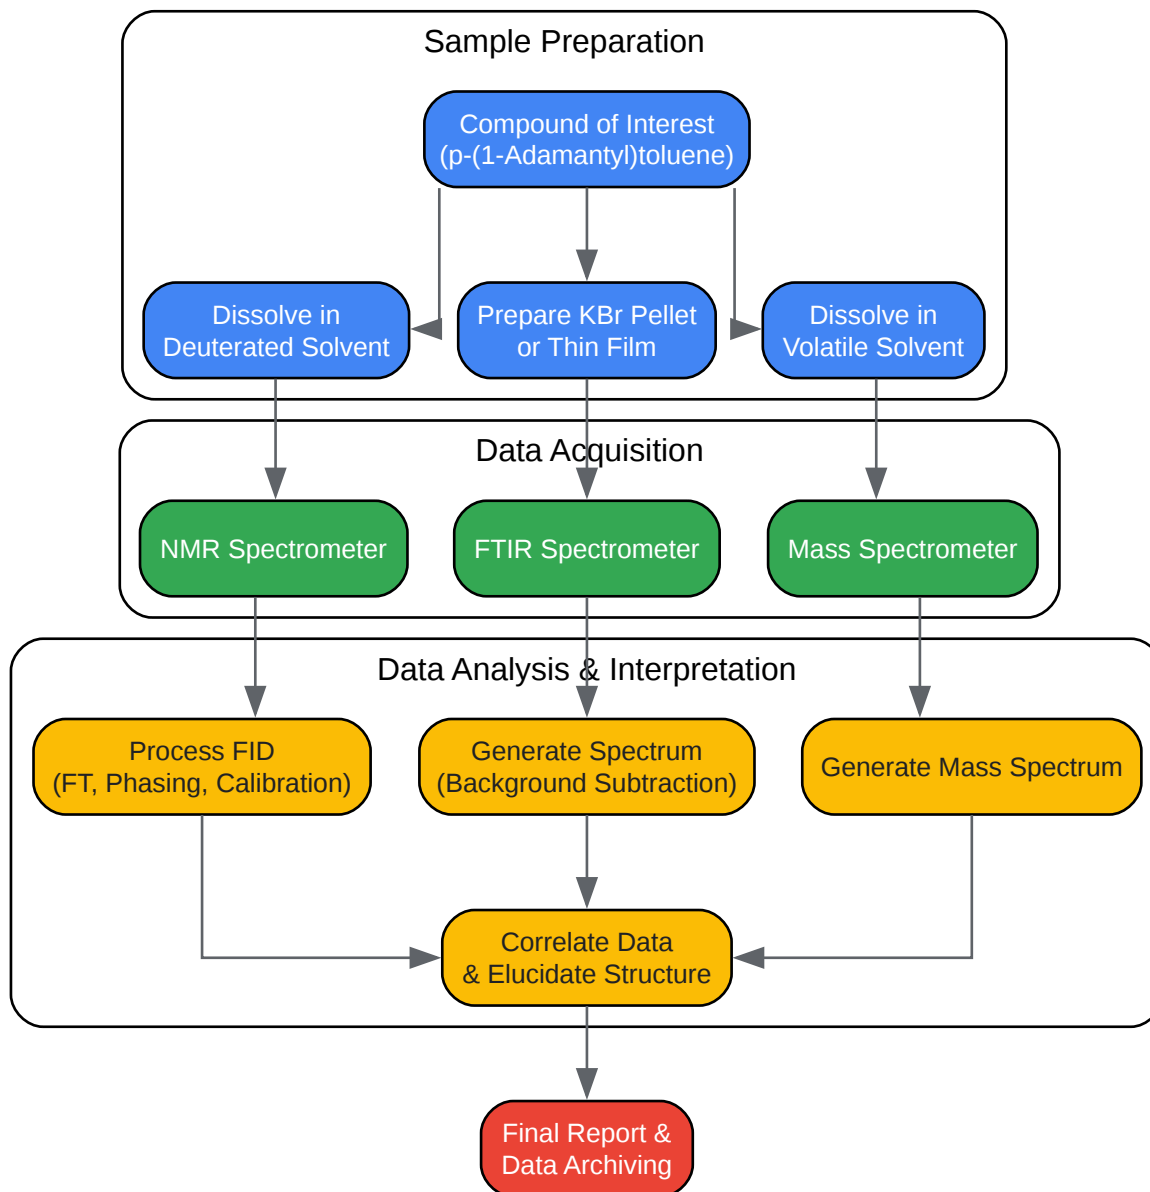 Sample Preparation
Compound of Interest
(p-(1-Adamantyl)toluene)
Dissolve in
Deuterated Solvent
Prepare KBr Pellet
or Thin Film
Dissolve in
Volatile Solvent
Data Acquisition
NMR Spectrometer
FTIR Spectrometer
Mass Spectrometer
Data Analysis & Interpretation
Process FID
(FT, Phasing, Calibration)
Generate Spectrum
(Background Subtraction)
Generate Mass Spectrum
Correlate Data
& Elucidate Structure
Final Report &
Data Archiving